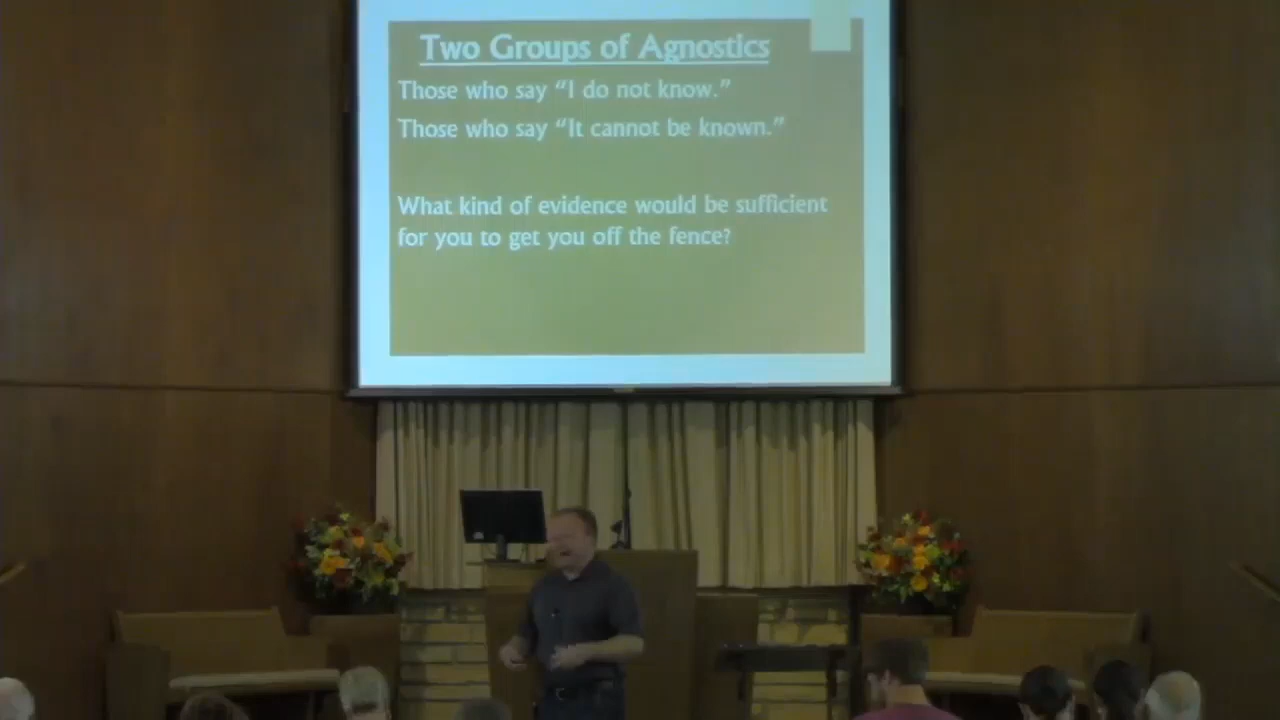 Two Groups of Agnostics
Those who say “I do not know.”
Those who say “It cannot be known.”
What kind of evidence would be sufficient
for you to get you off the fence?